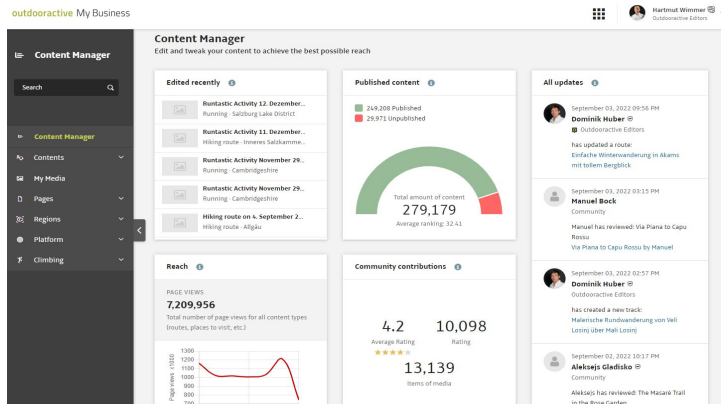 outdooractive My Business
Hartmut Wimmer
Outdooractive Editors
Content Manager
Search
Content Manager
Contents
My Media
Pages
Regions
Platform
Climbing
Content Manager
Edit and tweak your content to achieve the best possible reach
Edited recently
Runtastic Activity 12. Dezember...
Running · Salzburg Lake District
Runtastic Activity 11. Dezember...
Hiking route · Inneres Salzkamme...
Runtastic Activity November 29...
Running · Cambridgeshire
Runtastic Activity November 29...
Running · Cambridgeshire
Hiking route on 4. September 2...
Hiking route · Allgäu
Published content
249,208 Published
29,971 Unpublished
Total amount of content
279,179
Average ranking: 32.41
Reach
PAGE VIEWS
7,209,956
Total number of page views for all content types
(routes, places to visit, etc.)
Page views x1000
1300
1200
1100
1000
900
800
700
Community contributions
4.2
Average Rating
10,098
Rating
13,139
Items of media
All updates
September 03, 2022 09:56 PM
Dominik Huber
Outdooractive Editors
has updated a route:
Einfache Winterwanderung in Akams
mit tollem Bergblick
September 03, 2022 03:15 PM
Manuel Bock
Community
Manuel has reviewed: Via Piana to Capu
Rossu
Via Piana to Capu Rossu by Manuel
September 03, 2022 02:57 PM
Dominik Huber
Outdooractive Editors
has created a new track:
Malerische Rundwanderung von Veli
Losinj über Mali Losinj
September 02, 2022 10:17 PM
Aleksejs Gladisko
Community
Aleksejs has reviewed: The Masaré Trail
in the Rose Garden